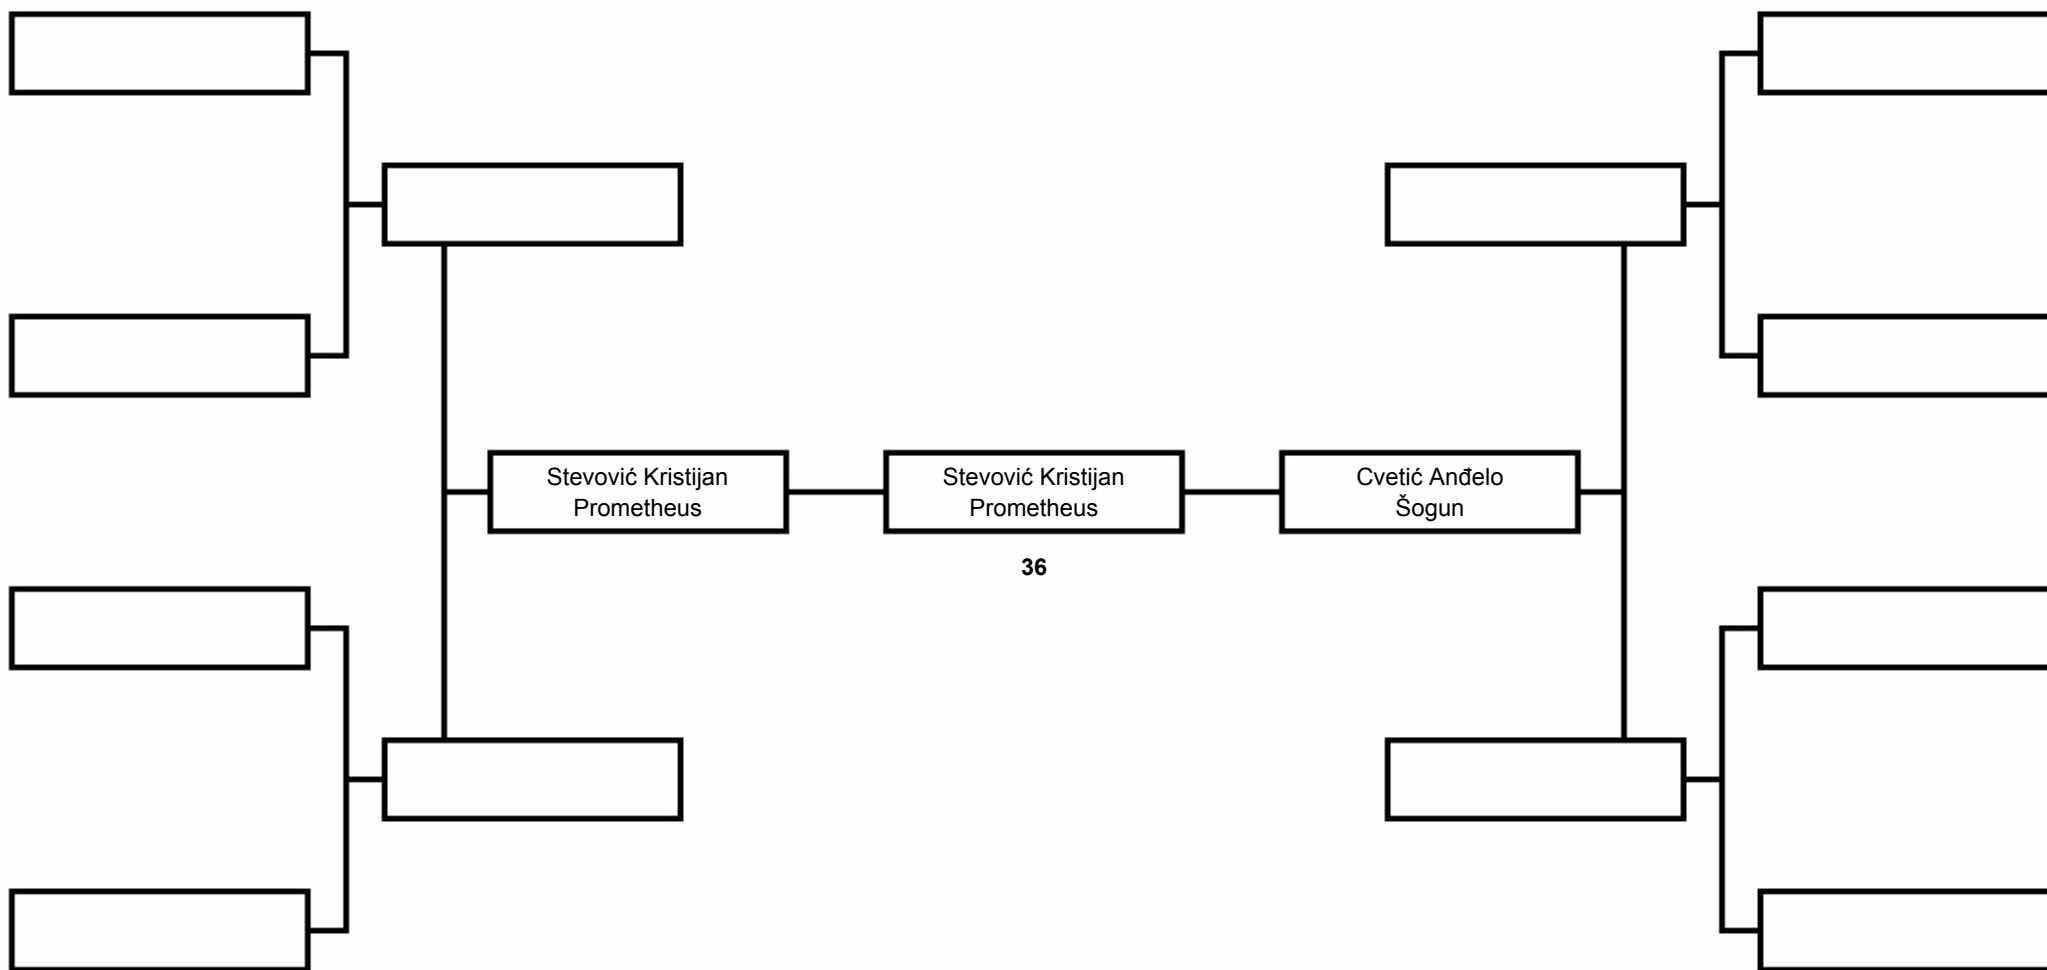 Stevović Kristijan
Prometheus
Stevović Kristijan
Prometheus
Cvetić Anđelo
Šogun
36